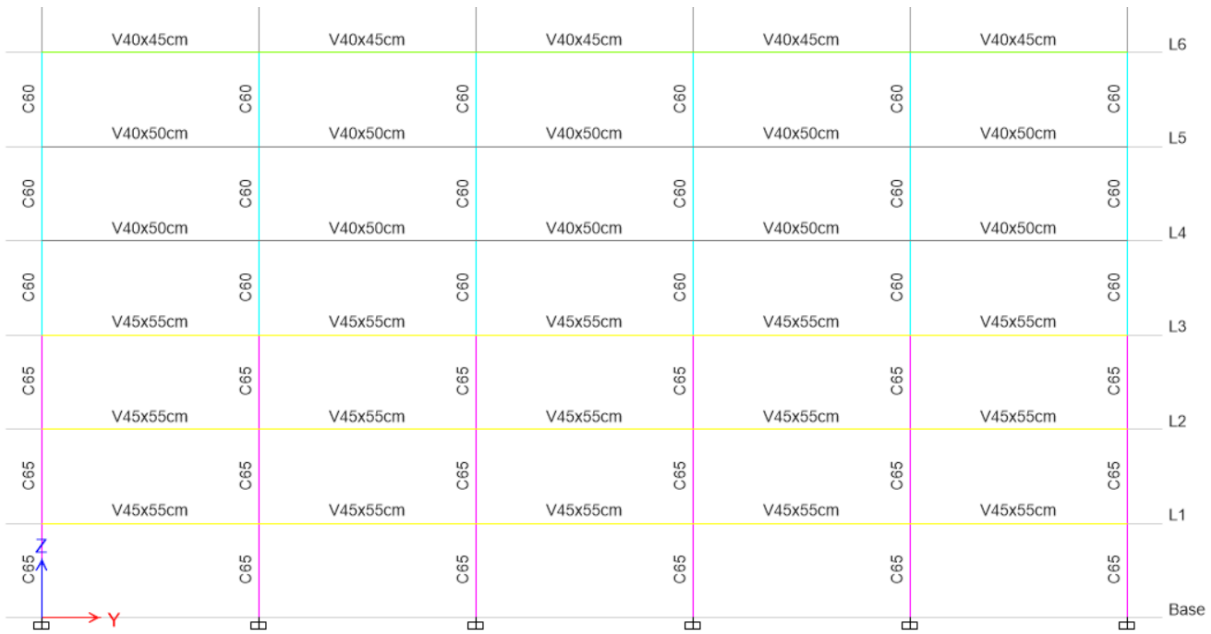 V40x45cm V40x45cm V40x45cm V40x45cm V40x45cm L6
C60 C60 C60 C60 C60 C60
V40x50cm V40x50cm V40x50cm V40x50cm V40x50cm L5
C60 C60 C60 C60 C60 C60
V40x50cm V40x50cm V40x50cm V40x50cm V40x50cm L4
C60 C60 C60 C60 C60 C60
V45x55cm V45x55cm V45x55cm V45x55cm V45x55cm L3
C65 C65 C65 C65 C65 C65
V45x55cm V45x55cm V45x55cm V45x55cm V45x55cm L2
C65 C65 C65 C65 C65 C65
V45x55cm V45x55cm V45x55cm V45x55cm V45x55cm L1
Z
C65 C65 C65 C65 C65 C65
Y Base